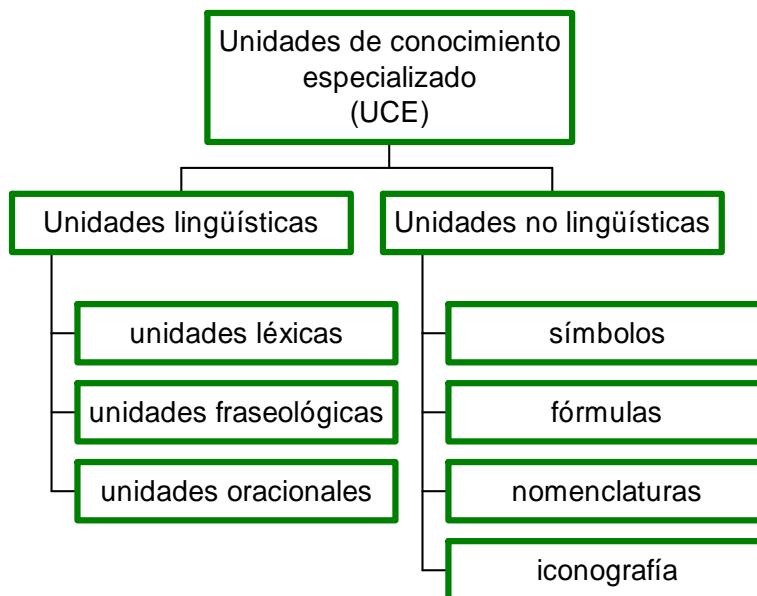 Unidades de conocimiento
especializado
(UCE)
Unidades lingüísticas
Unidades no lingüísticas
unidades léxicas
unidades fraseológicas
unidades oracionales
símbolos
fórmulas
nomenclaturas
iconografía